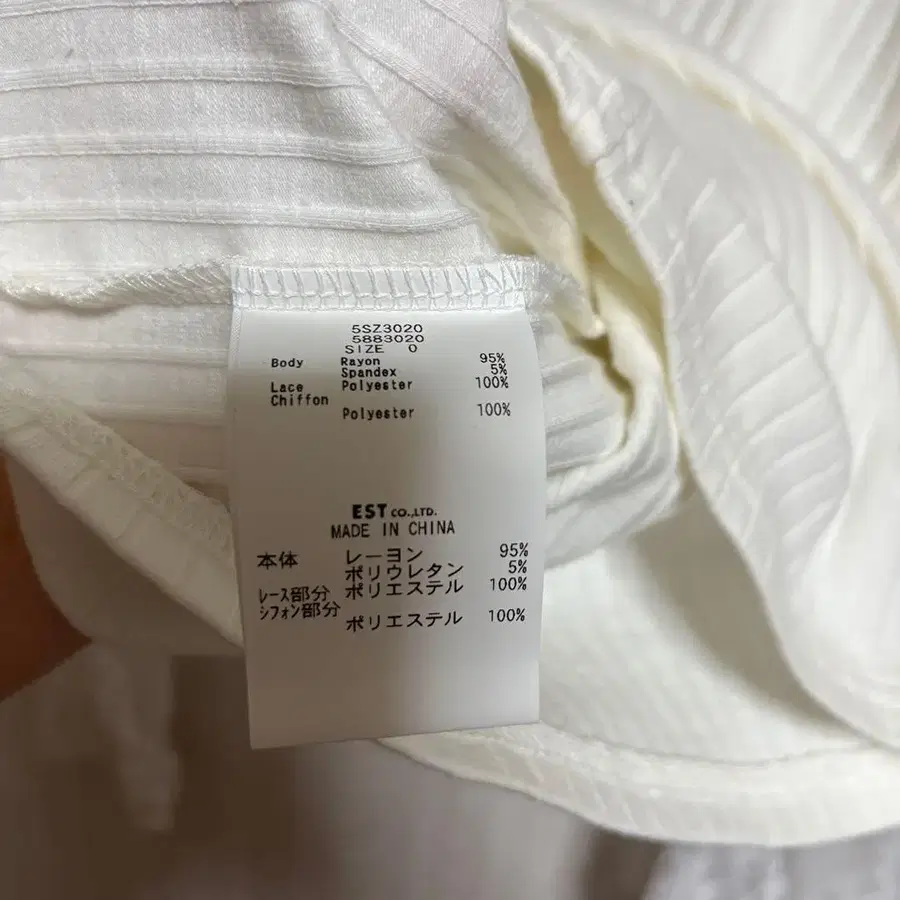 5SZ3020
5883020
SIZE 0
Body Rayon 95%
Spandex 5%
Lace Polyester 100%
Chiffon
Polyester 100%
EST CO.,LTD.
MADE IN CHINA
本体 レーヨン 95%
ポリウレタン 5%
レース部分 ポリエステル 100%
シフォン部分
ポリエステル 100%